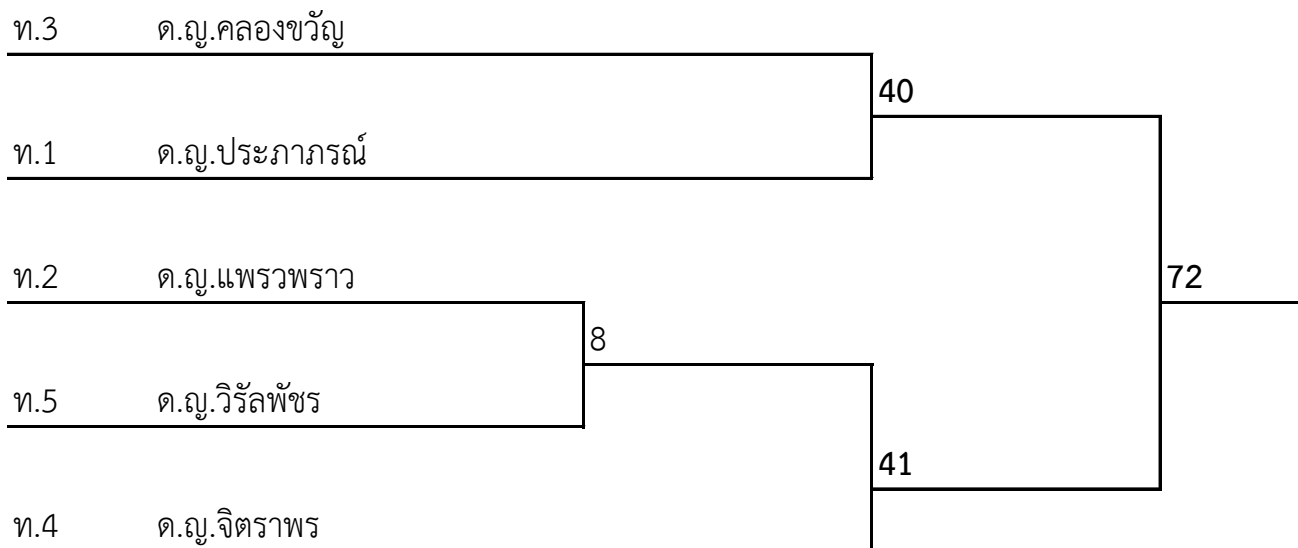 ท.3 ด.ญ.คลองขวัญ
40
ท.1 ด.ญ.ประภาภรณ์
ท.2 ด.ญ.แพรวพราว
72
8
ท.5 ด.ญ.วิรัลพัชร
41
ท.4 ด.ญ.จิตราพร